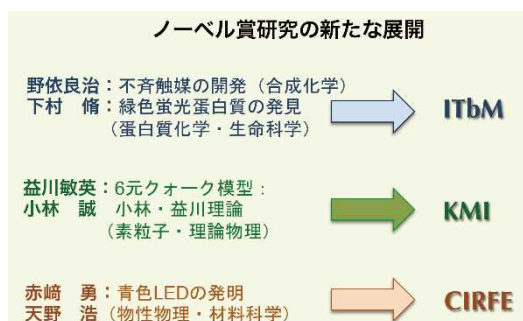 ノーベル賞研究の新たな展開
野依良治：不斉触媒の開発（合成化学）
下村　脩：緑色蛍光蛋白質の発見
（蛋白質化学・生命科学）
ITbM
益川敏英：6元クォーク模型：
小林　誠　小林・益川理論
（素粒子・理論物理）
KMI
赤﨑　勇：青色LEDの発明
天野　浩（物性物理・材料科学）
CIRFE